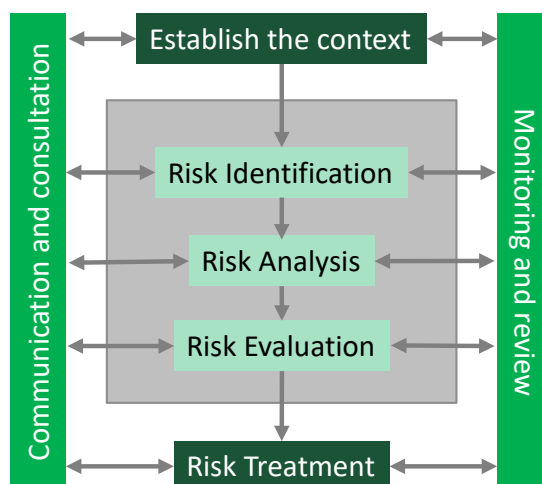 Establish the context
Communication and consultation
Monitoring and review
Risk Identification
Risk Analysis
Risk Evaluation
Risk Treatment